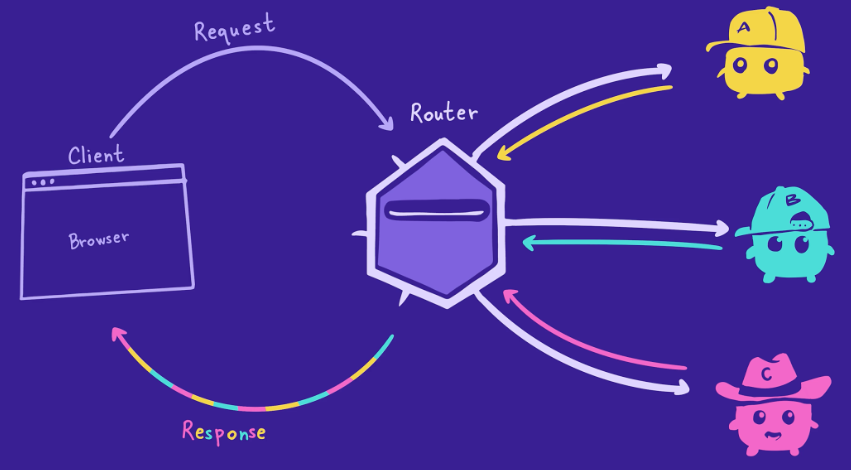 Request
Router
Client
Browser
Response
A
B
C